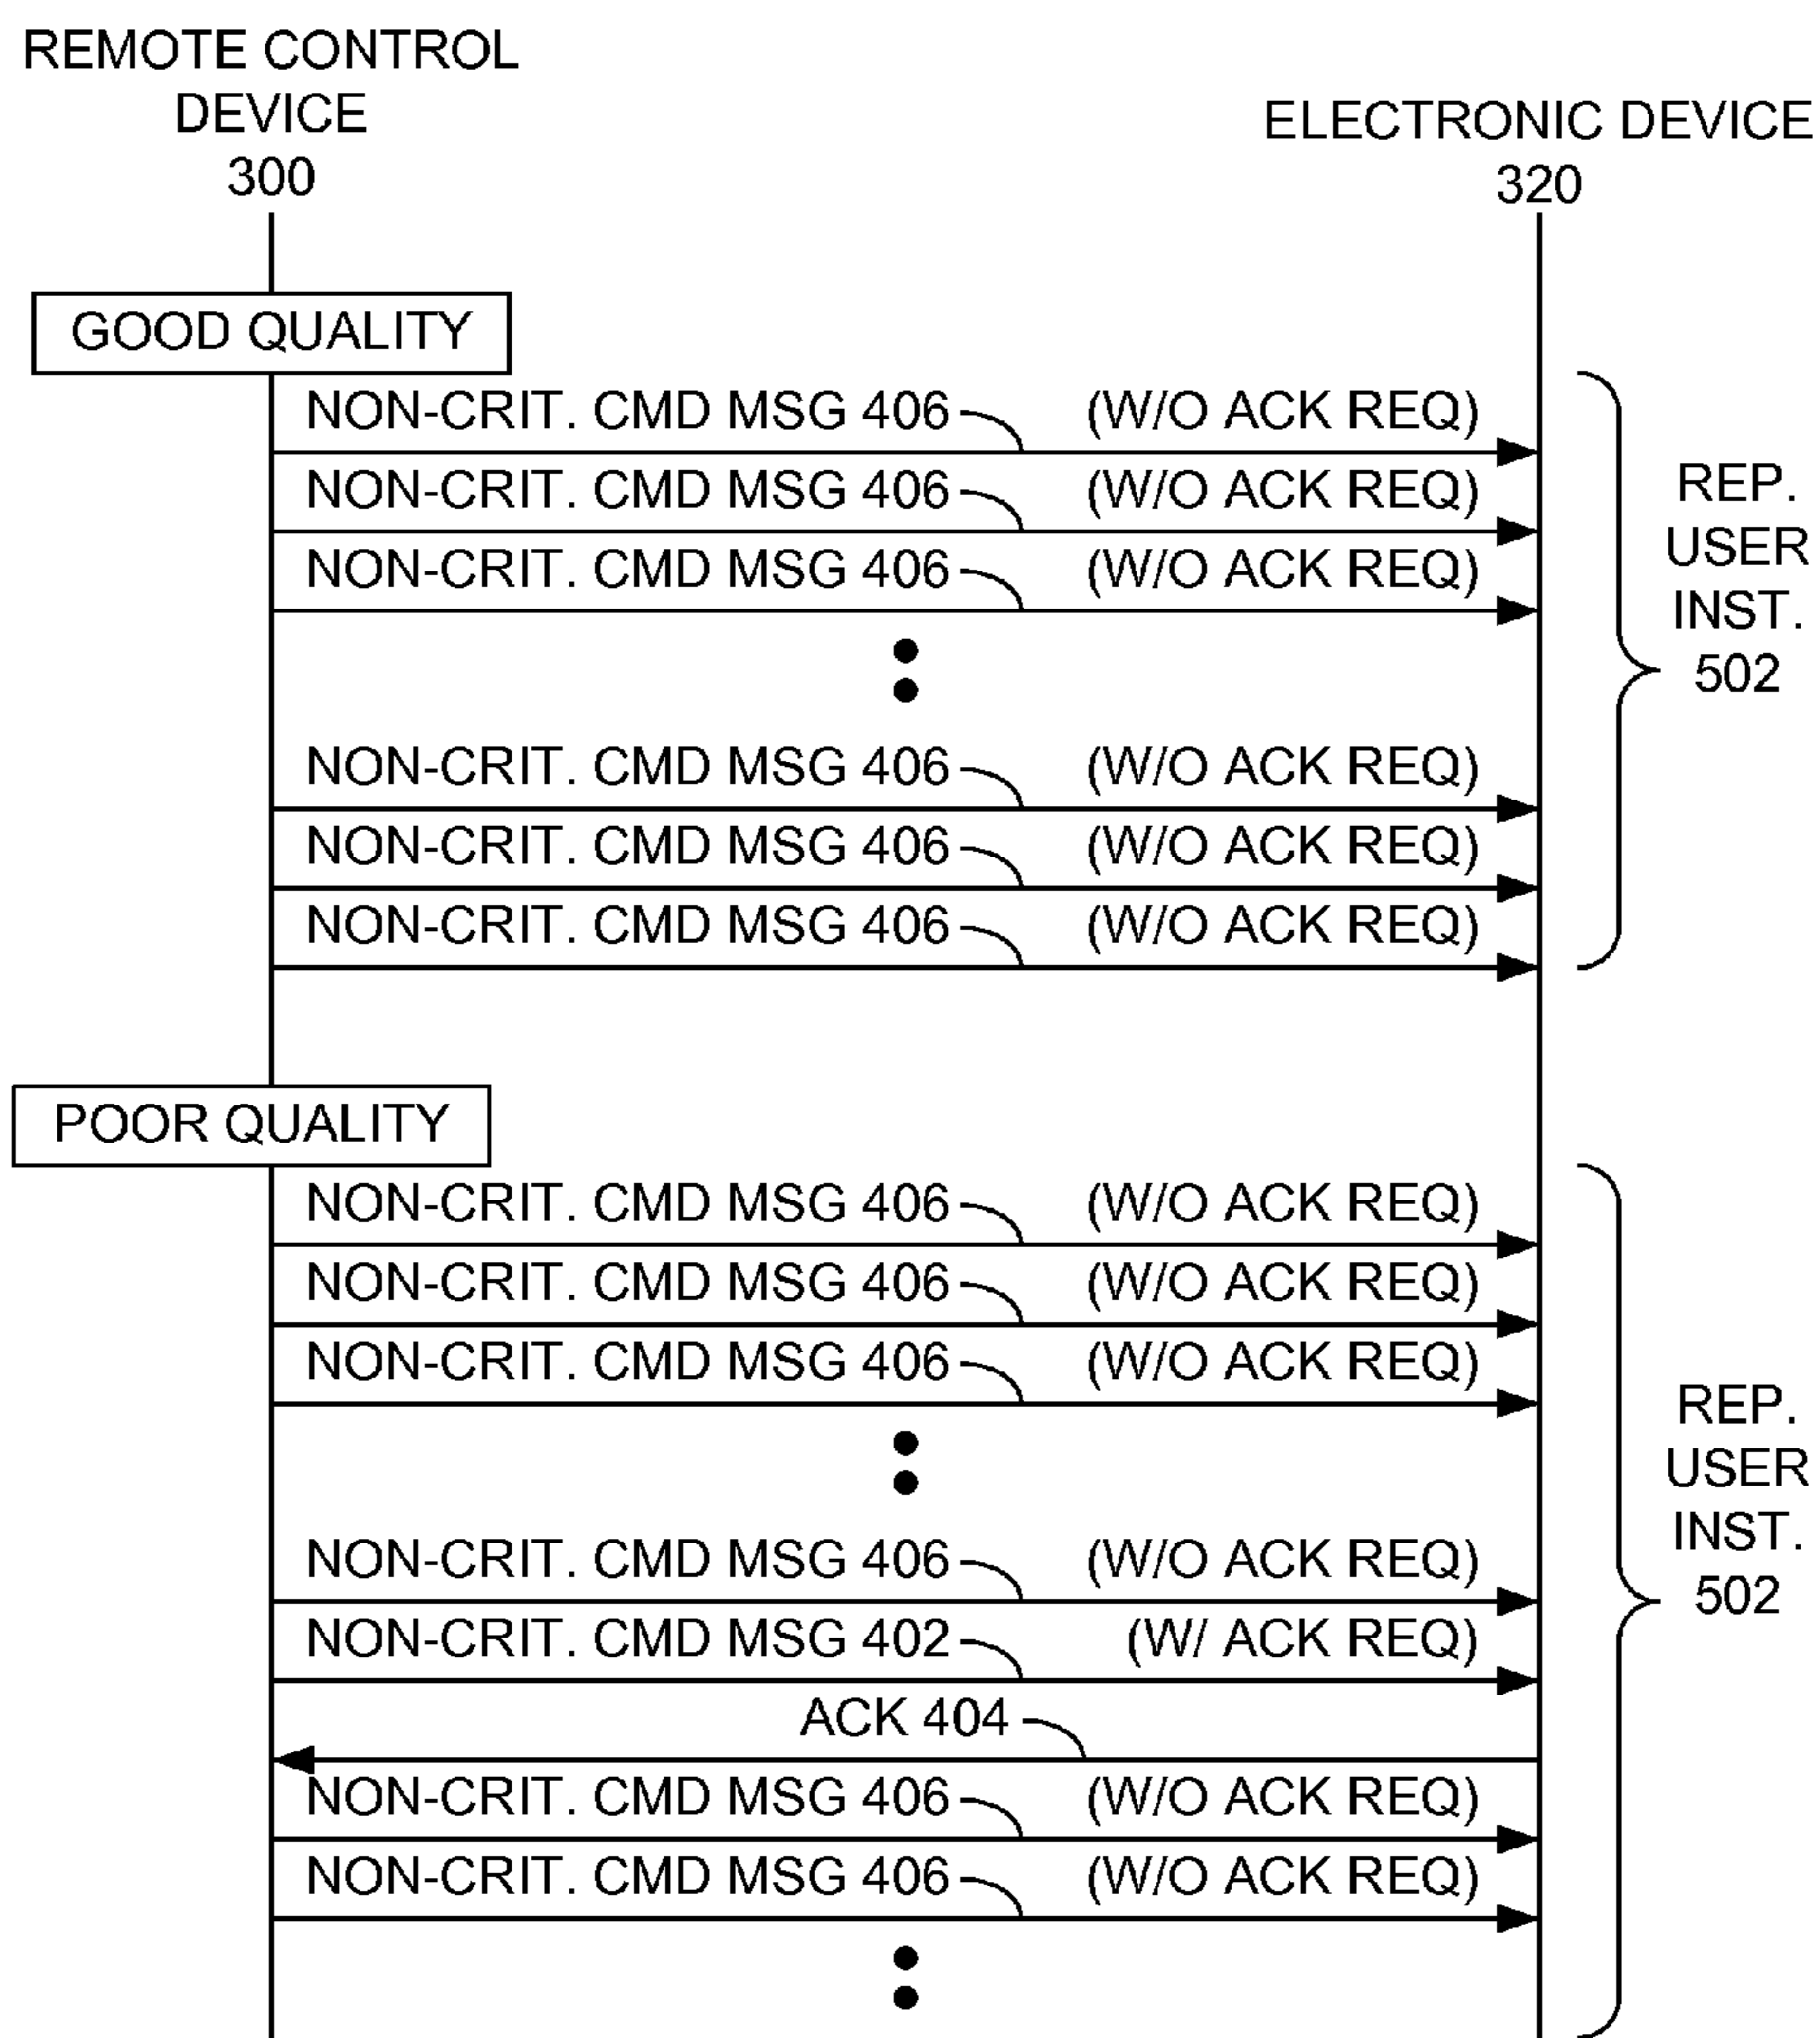 REMOTE CONTROL
DEVICE
300
ELECTRONIC DEVICE
320
GOOD QUALITY
NON-CRIT. CMD MSG 406 (W/O ACK REQ)
NON-CRIT. CMD MSG 406 (W/O ACK REQ)
NON-CRIT. CMD MSG 406 (W/O ACK REQ)
NON-CRIT. CMD MSG 406 (W/O ACK REQ)
NON-CRIT. CMD MSG 406 (W/O ACK REQ)
NON-CRIT. CMD MSG 406 (W/O ACK REQ)
REP.
USER
INST.
502
POOR QUALITY
NON-CRIT. CMD MSG 406 (W/O ACK REQ)
NON-CRIT. CMD MSG 406 (W/O ACK REQ)
NON-CRIT. CMD MSG 406 (W/O ACK REQ)
NON-CRIT. CMD MSG 406 (W/O ACK REQ)
NON-CRIT. CMD MSG 402 (W/ ACK REQ)
ACK 404
NON-CRIT. CMD MSG 406 (W/O ACK REQ)
NON-CRIT. CMD MSG 406 (W/O ACK REQ)
REP.
USER
INST.
502